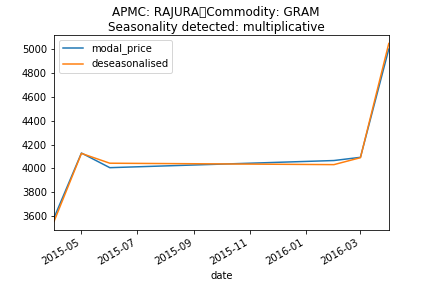 APMC: RAJURA Commodity: GRAM
Seasonality detected: multiplicative
modal_price
deseasonalised
5000
4800
4600
4400
4200
4000
3800
3600
2015-05
2015-07
2015-09
2015-11
2016-01
2016-03
date